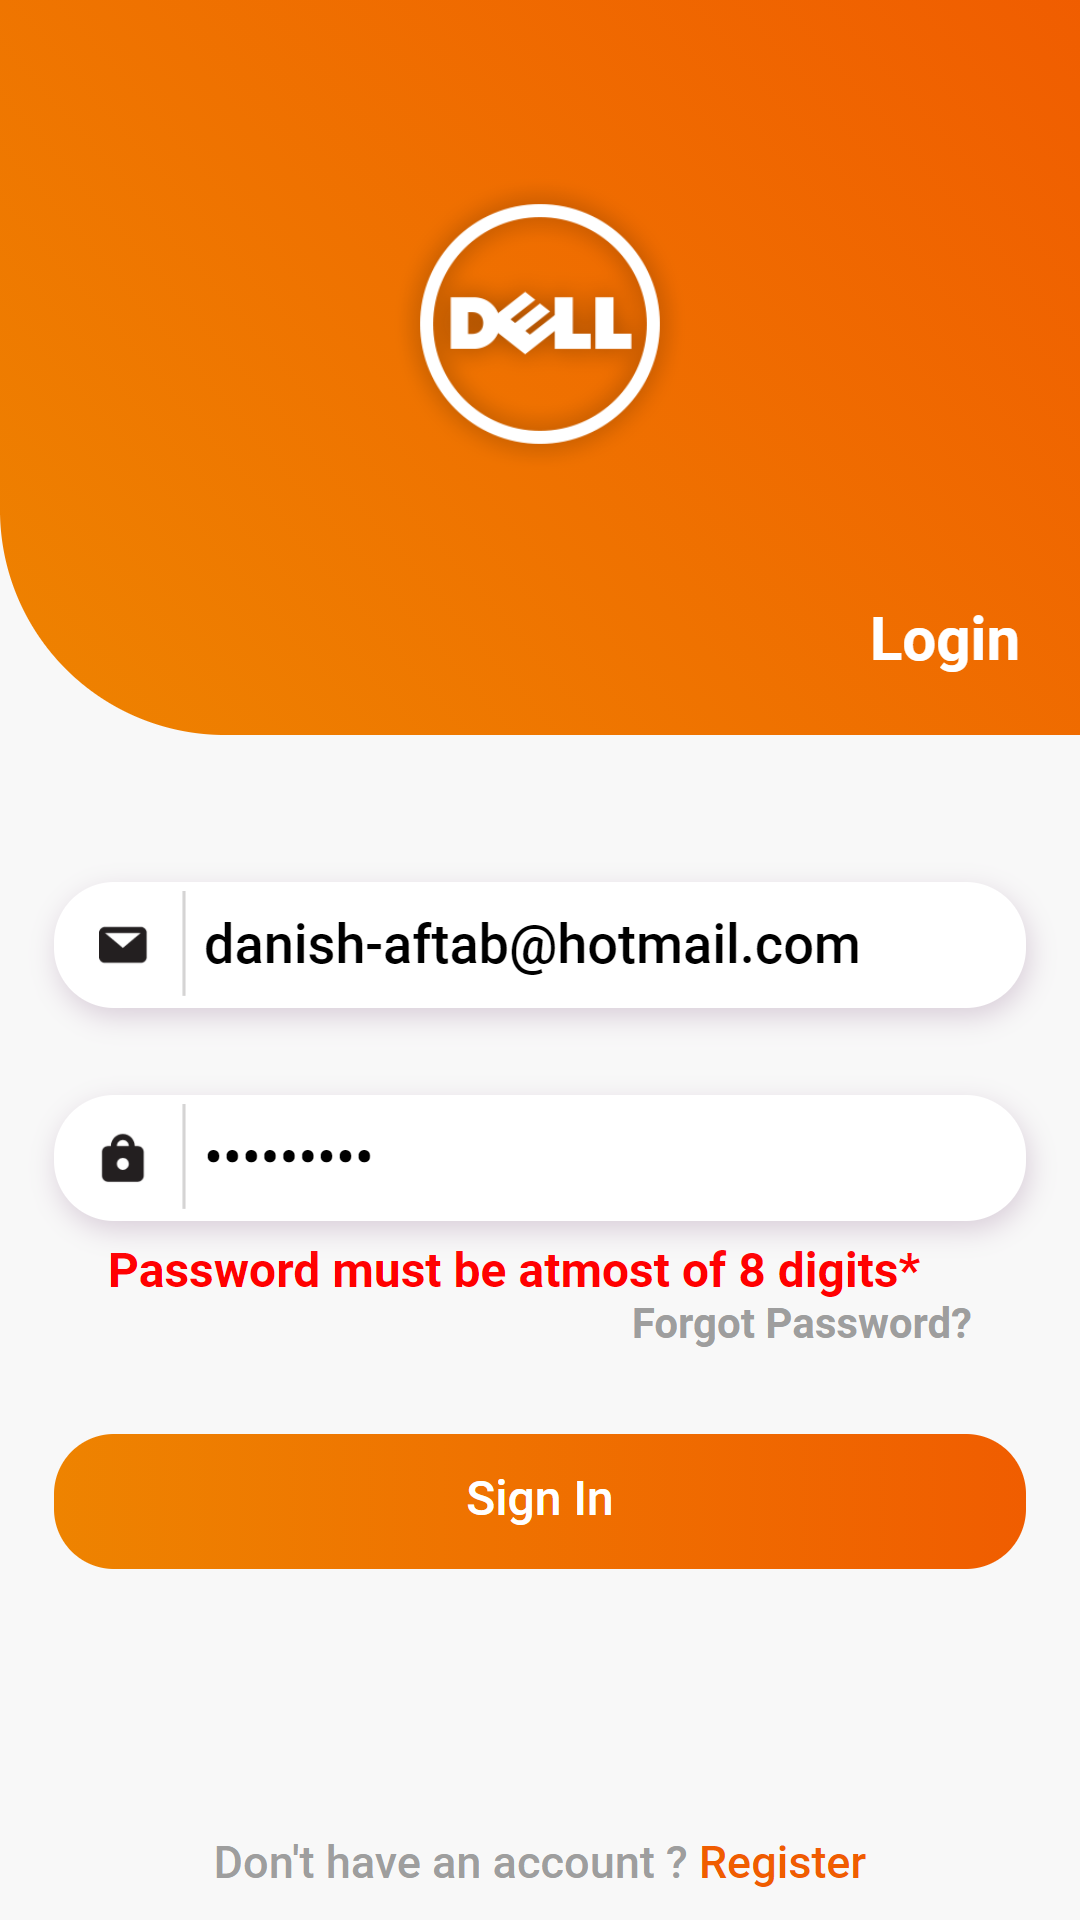 DELL
Login
danish-aftab@hotmail.com
•••••••••
Password must be atmost of 8 digits*
Forgot Password?
Sign In
Don't have an account ? Register